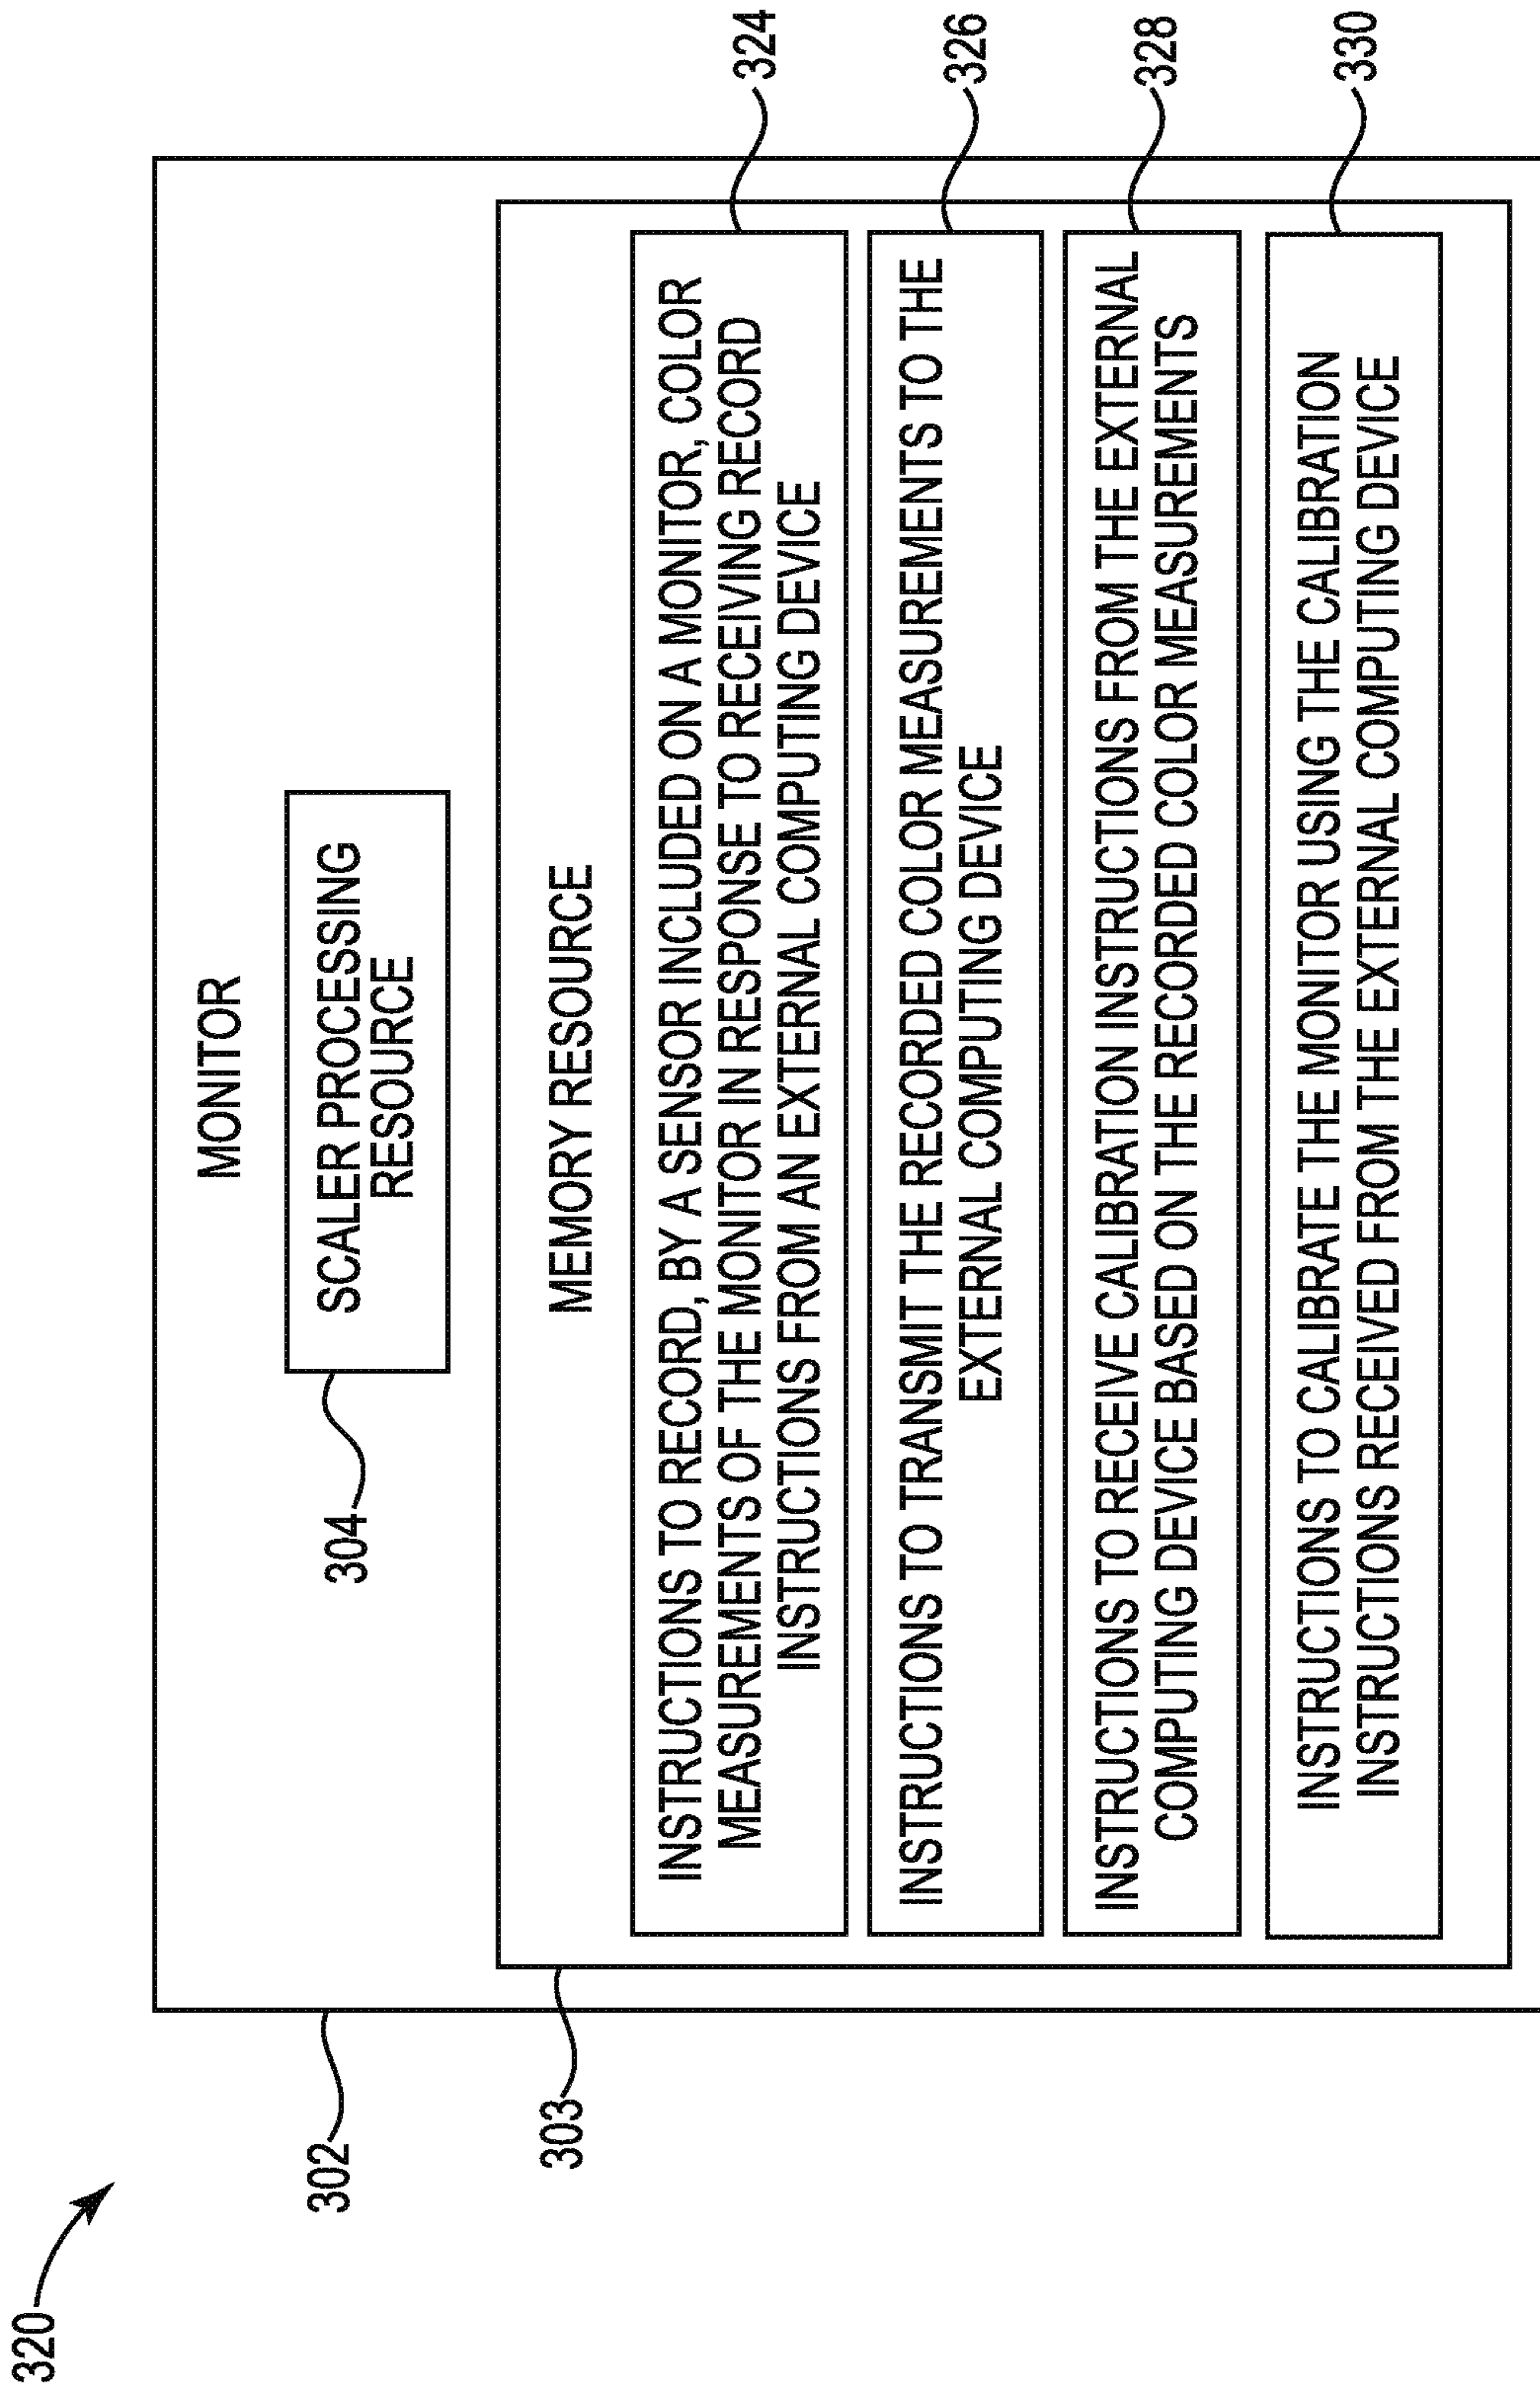 320
302
MONITOR
304
SCALER PROCESSING
RESOURCE
303
MEMORY RESOURCE
INSTRUCTIONS TO RECORD, BY A SENSOR INCLUDED ON A MONITOR, COLOR
MEASUREMENTS OF THE MONITOR IN RESPONSE TO RECEIVING RECORD
INSTRUCTIONS FROM AN EXTERNAL COMPUTING DEVICE
324
INSTRUCTIONS TO TRANSMIT THE RECORDED COLOR MEASUREMENTS TO THE
EXTERNAL COMPUTING DEVICE
326
INSTRUCTIONS TO RECEIVE CALIBRATION INSTRUCTIONS FROM THE EXTERNAL
COMPUTING DEVICE BASED ON THE RECORDED COLOR MEASUREMENTS
328
INSTRUCTIONS TO CALIBRATE THE MONITOR USING THE CALIBRATION
INSTRUCTIONS RECEIVED FROM THE EXTERNAL COMPUTING DEVICE
330